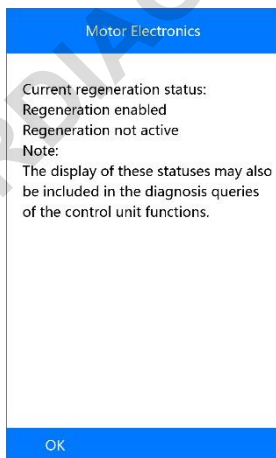 Motor Electronics
Current regeneration status:
Regeneration enabled
Regeneration not active
Note:
The display of these statuses may also
be included in the diagnosis queries
of the control unit functions.
OK